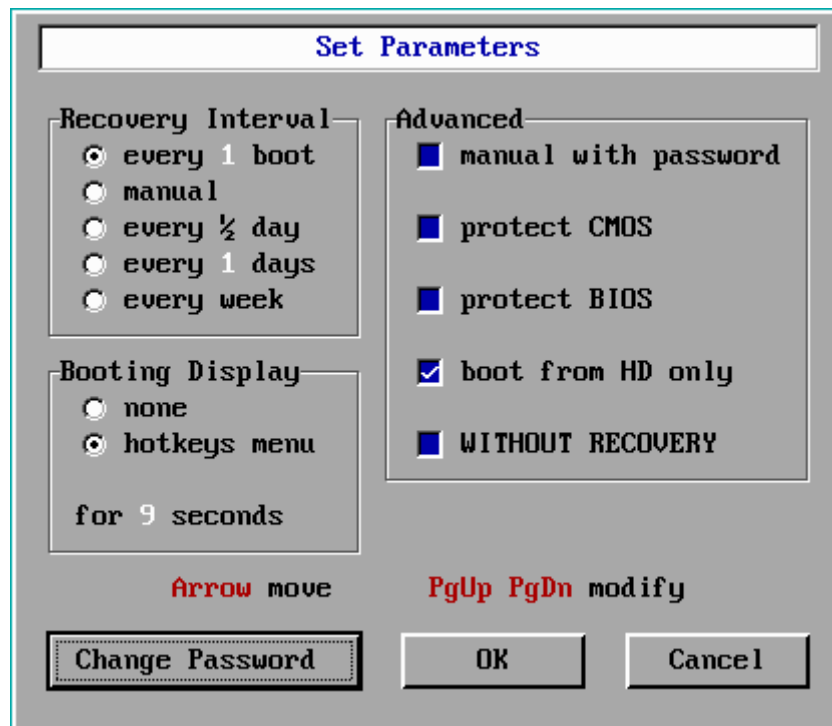 Set Parameters
Recovery Interval
every 1 boot
manual
every ½ day
every 1 days
every week
Booting Display
none
hotkeys menu
for 9 seconds
Advanced
manual with password
protect CMOS
protect BIOS
boot from HD only
WITHOUT RECOVERY
Arrow move PgUp PgDn modify
Change Password OK Cancel